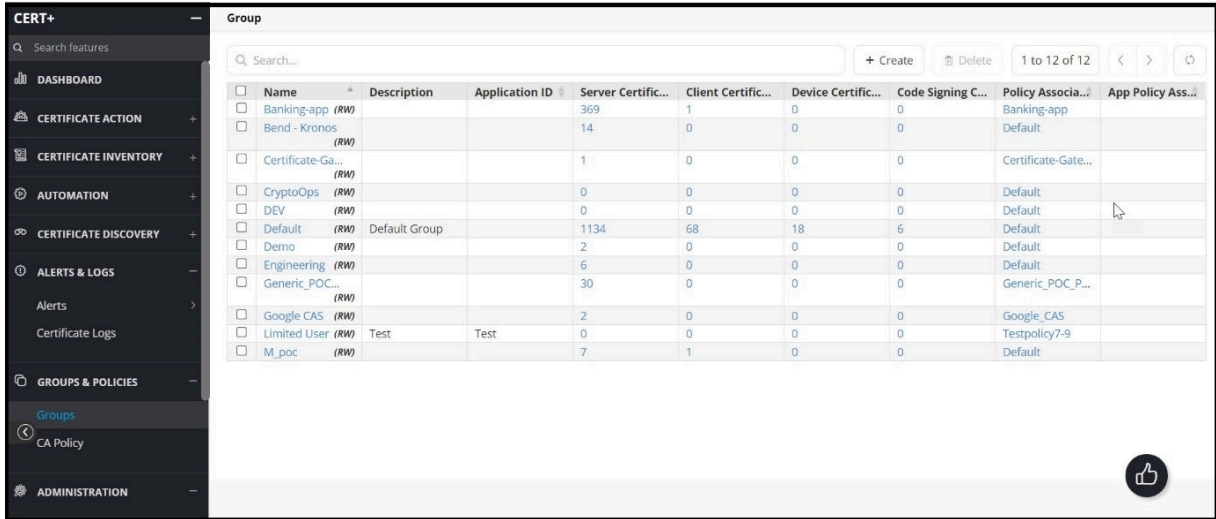 CERT+
Search features
DASHBOARD
CERTIFICATE ACTION
CERTIFICATE INVENTORY
AUTOMATION
CERTIFICATE DISCOVERY
ALERTS & LOGS
Alerts
Certificate Logs
GROUPS & POLICIES
Groups
CA Policy
ADMINISTRATION
Group
Search... + Create Delete 1 to 12 of 12
Name Description Application ID Server Certific... Client Certific... Device Certific... Code Signing C... Policy Associa... App Policy Ass...
Banking-app (RW) 369 1 0 0 Banking-app
Bend - Kronos 14 0 0 0 Default
(RW)
Certificate-Ga... 1 0 0 0 Certificate-Gate...
(RW)
CryptoOps (RW) 0 0 0 0 Default
DEV (RW) 0 0 0 0 Default
Default (RW) Default Group 1134 68 18 6 Default
Demo (RW) 2 0 0 0 Default
Engineering (RW) 6 0 0 0 Default
Generic_POC... 30 0 0 0 Generic_POC_P...
(RW)
Google CAS (RW) 2 0 0 0 Google_CAS
Limited User (RW) Test Test 0 0 0 0 Testpolicy7-9
M_poc (RW) 7 1 0 0 Default